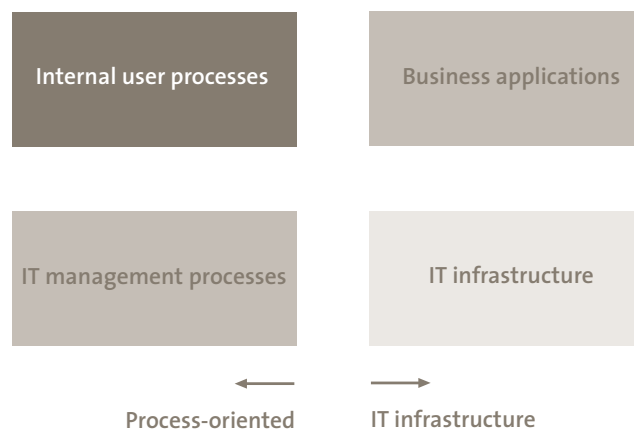 Internal user processes
Business applications
IT management processes
IT infrastructure
Process-oriented
IT infrastructure